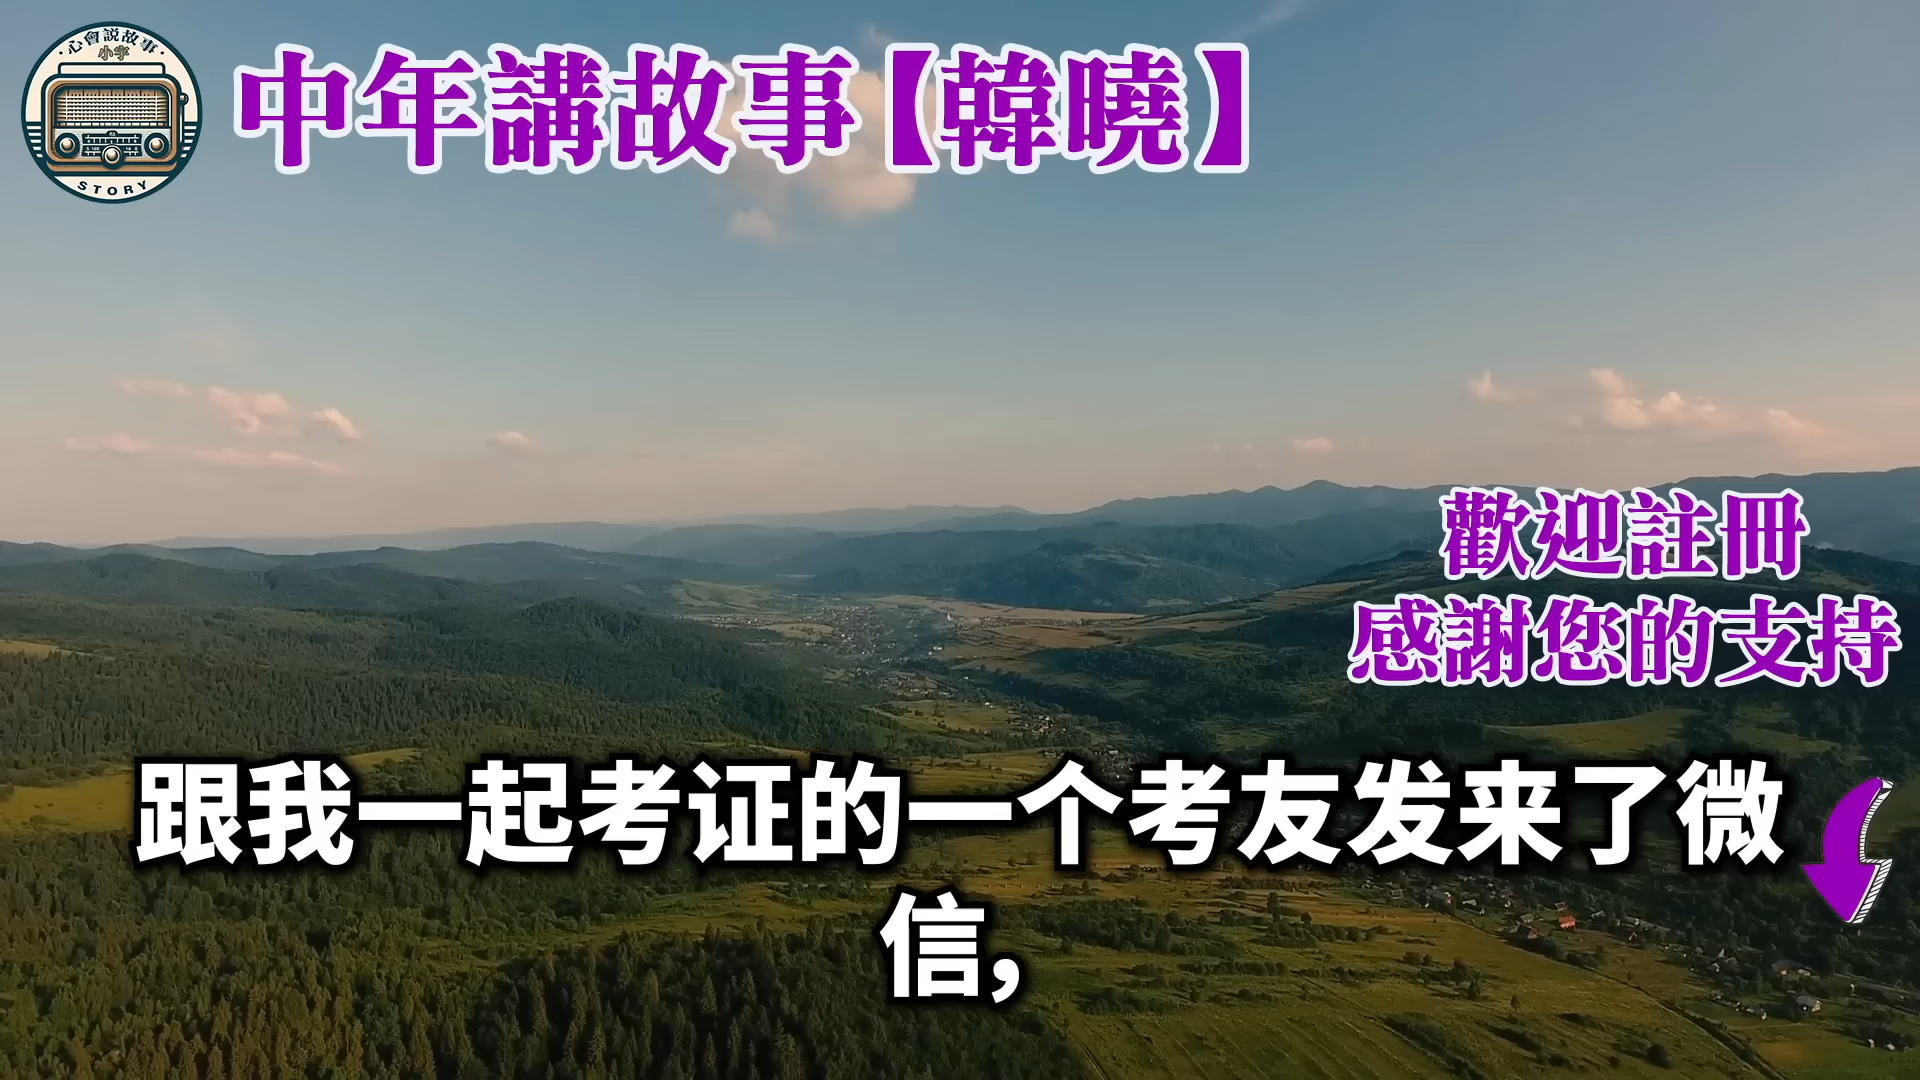 ·心會説故事·
小宇
STORY
中年講故事【韓曉】
歡迎註冊
感謝您的支持
跟我一起考证的一个考友发来了微
信,